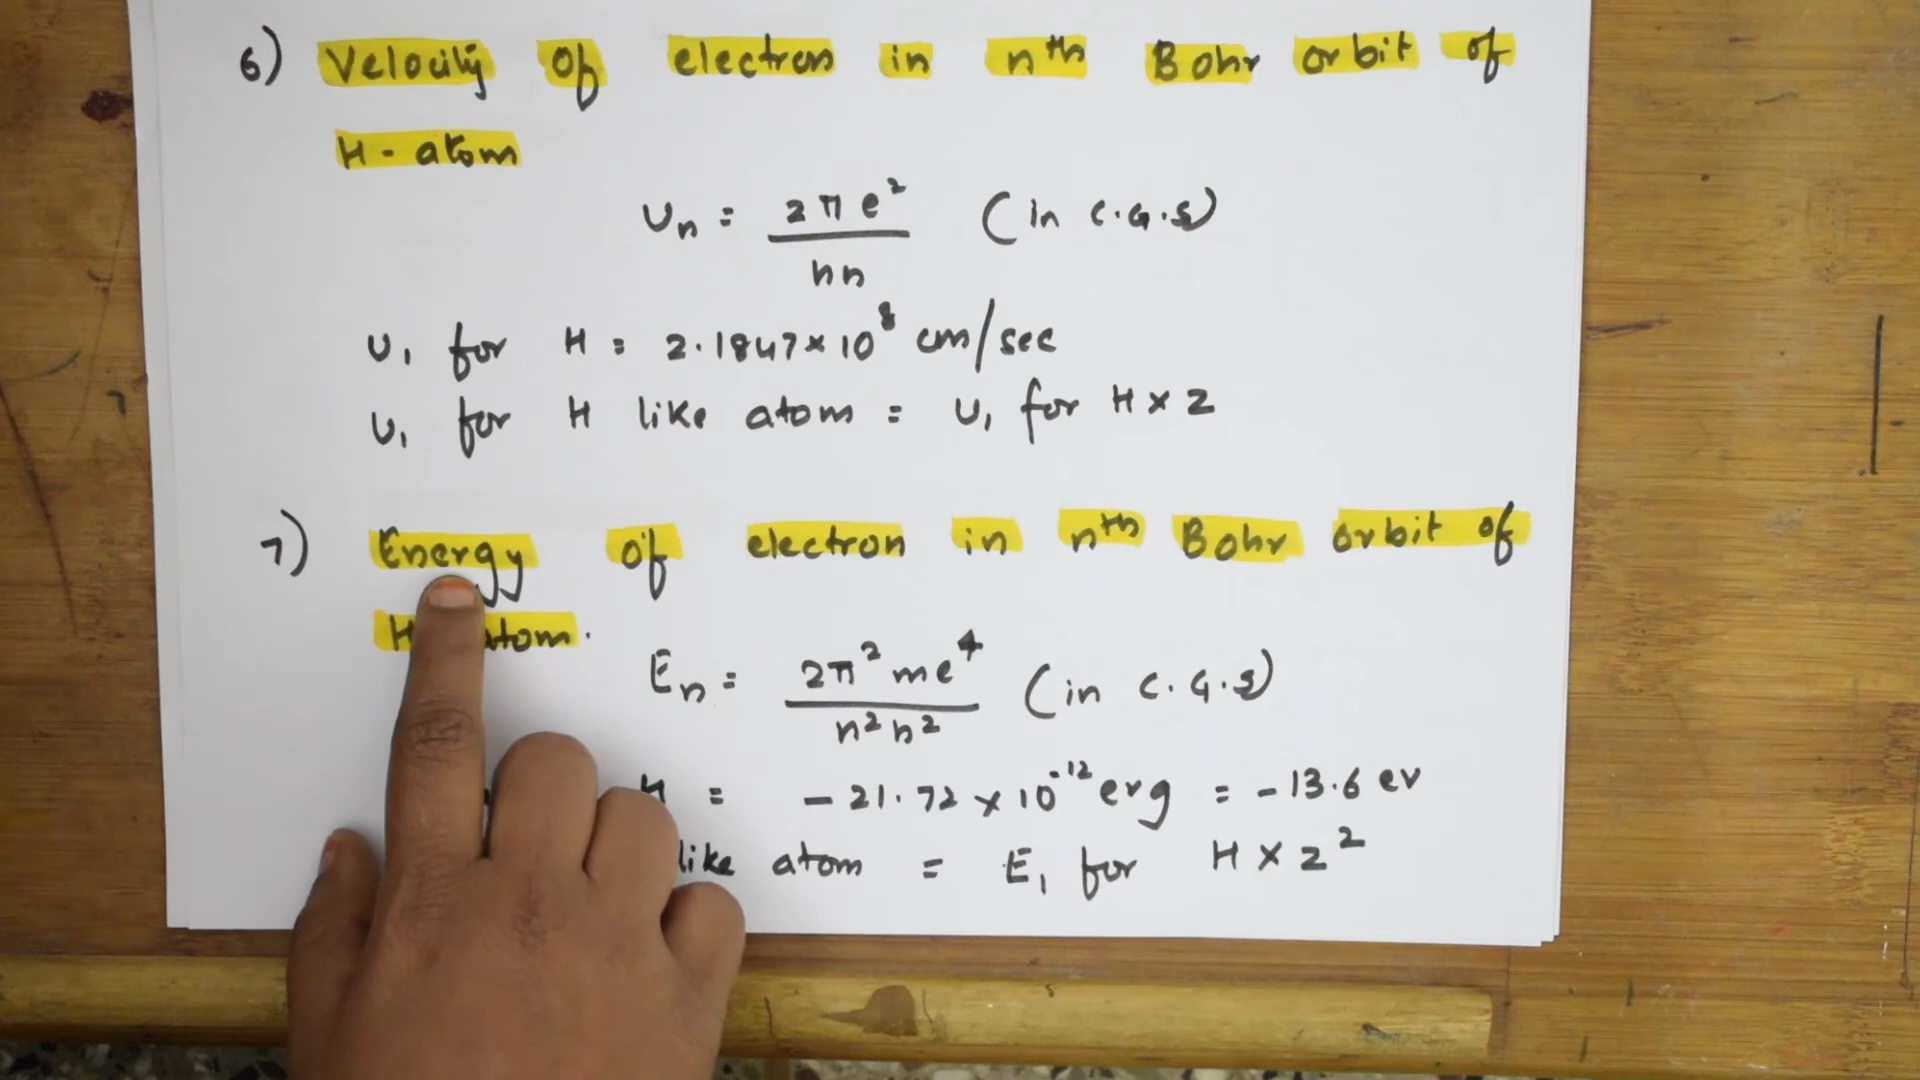 6) Velocity of electron in nth Bohr orbit of
H - atom
Un = 2πe² / hn (in C.G.S)
U₁ for H = 2.1847 × 10⁸ cm/sec
U₁ for H like atom = U₁ for H × Z
7) Energy of electron in nth Bohr orbit of
H atom.
En = 2π²me⁴ / n²h² (in C.G.S)
H = - 21.72 × 10⁻¹² erg = - 13.6 ev
like atom = E₁ for H × Z²